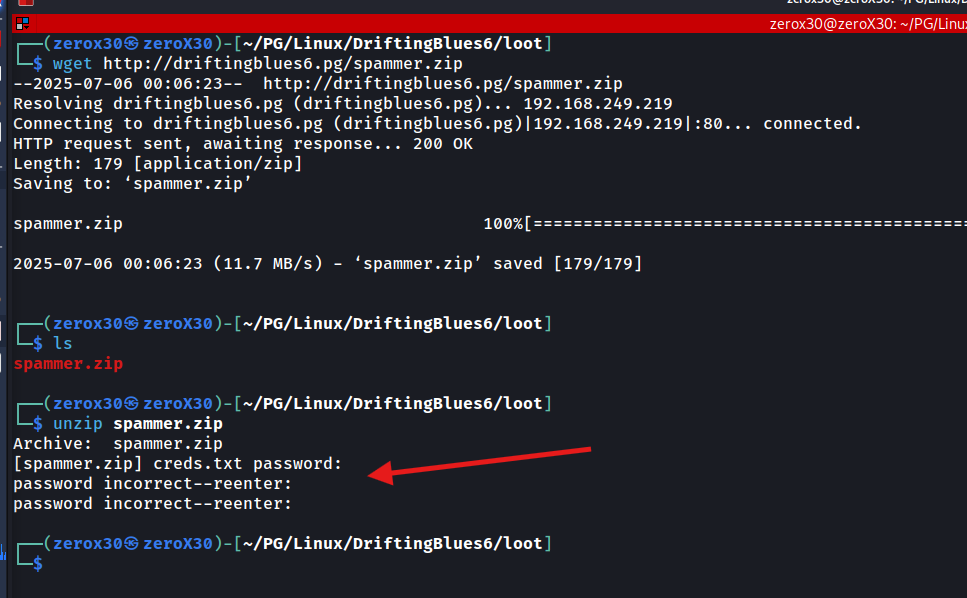 zerox30@zeroX30: ~/PG/Linux/
┌──(zerox30㉿zeroX30)-[~/PG/Linux/DriftingBlues6/loot]
└─$ wget http://driftingblues6.pg/spammer.zip
--2025-07-06 00:06:23--  http://driftingblues6.pg/spammer.zip
Resolving driftingblues6.pg (driftingblues6.pg)... 192.168.249.219
Connecting to driftingblues6.pg (driftingblues6.pg)|192.168.249.219|:80... connected.
HTTP request sent, awaiting response... 200 OK
Length: 179 [application/zip]
Saving to: ‘spammer.zip’
spammer.zip 100%[===========================================
2025-07-06 00:06:23 (11.7 MB/s) - ‘spammer.zip’ saved [179/179]
┌──(zerox30㉿zeroX30)-[~/PG/Linux/DriftingBlues6/loot]
└─$ ls
spammer.zip
┌──(zerox30㉿zeroX30)-[~/PG/Linux/DriftingBlues6/loot]
└─$ unzip spammer.zip
Archive:  spammer.zip
[spammer.zip] creds.txt password:
password incorrect--reenter:
password incorrect--reenter:
┌──(zerox30㉿zeroX30)-[~/PG/Linux/DriftingBlues6/loot]
└─$